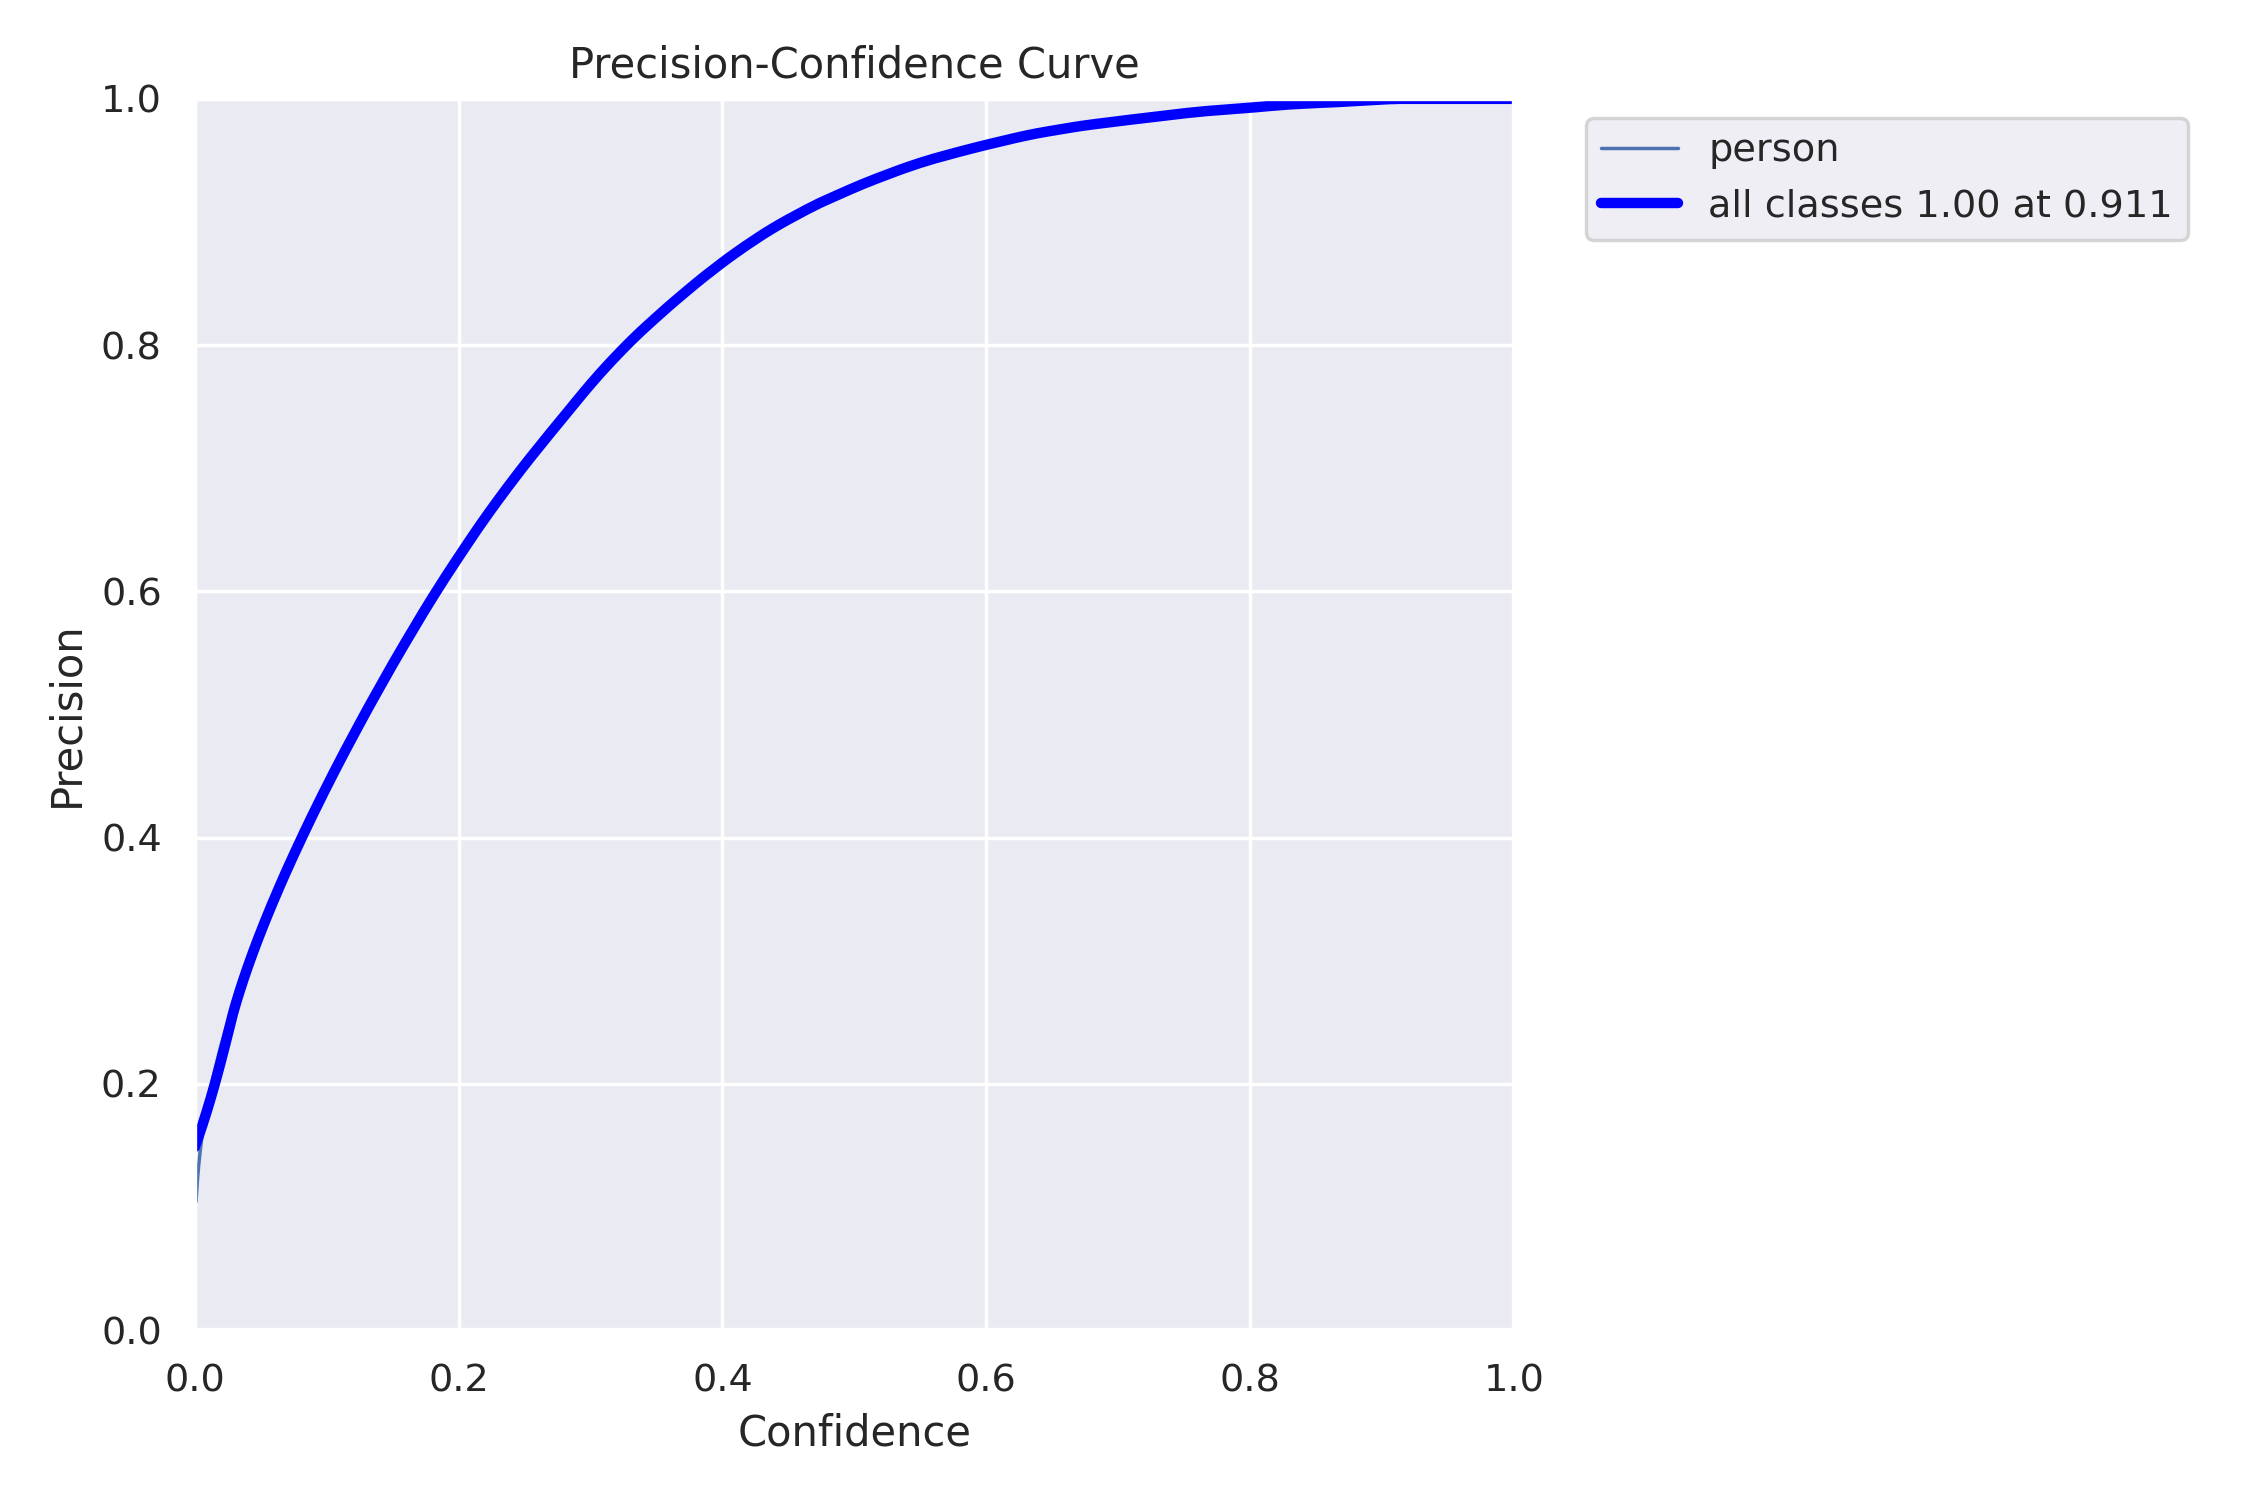 Precision-Confidence Curve
1.0
0.8
0.6
0.4
0.2
0.0
Precision
0.0 0.2 0.4 0.6 0.8 1.0
Confidence
person
all classes 1.00 at 0.911